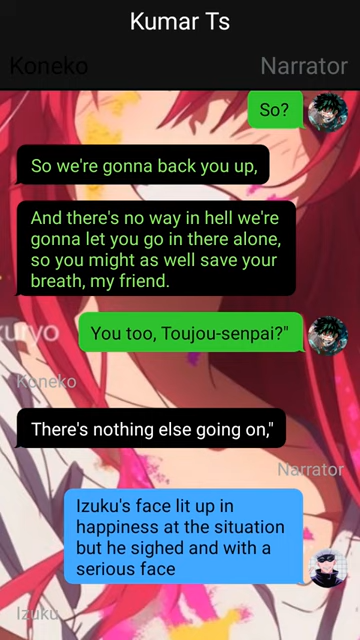 Kumar Ts
Koneko
Narrator
So?
So we're gonna back you up,
And there's no way in hell we're
gonna let you go in there alone,
so you might as well save your
breath, my friend.
kuryo
You too, Toujou-senpai?"
Koneko
There's nothing else going on,"
Narrator
Izuku's face lit up in
happiness at the situation
but he sighed and with a
serious face
Izuku